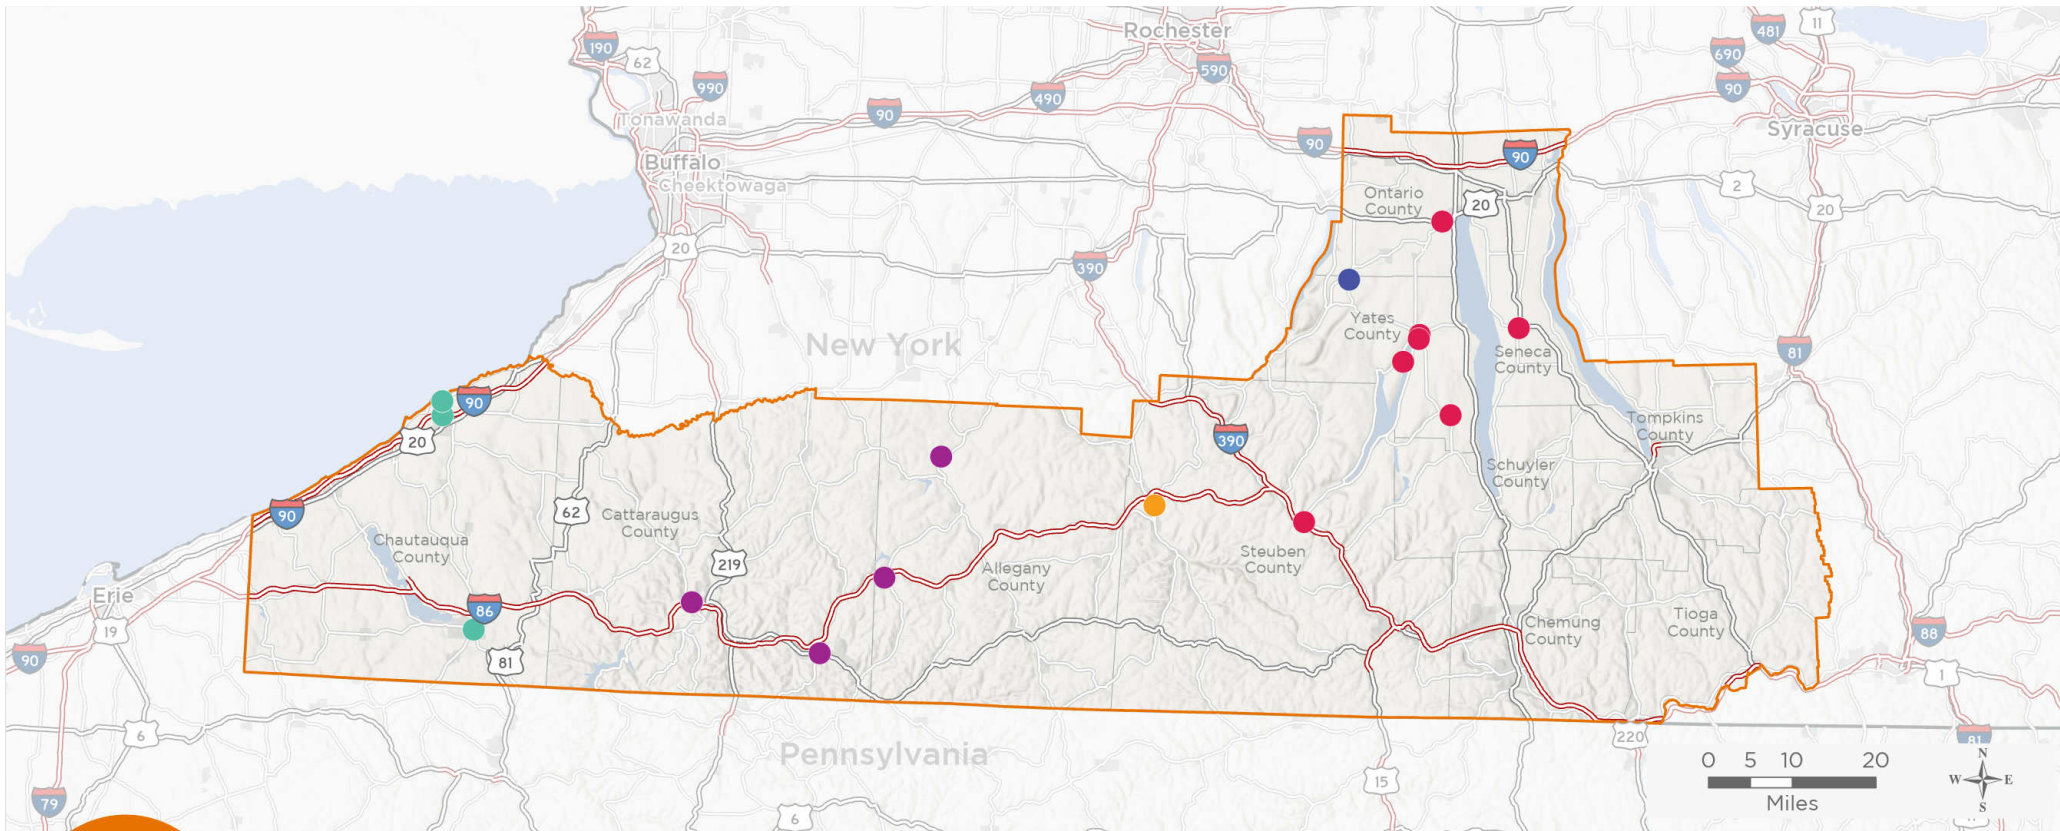 Rochester
190
62
11
481
690
590
990
490
90
90
Tonawanda
90
Syracuse
Buffalo
90
Cheektowaga
2
Ontario
County
20
20
20
390
New York
Yates
County
81
Seneca
County
90
20
390
Tompkins
County
Schuyler
County
90
62
Cattaraugus
County
Chautauqua
County
219
Steuben
County
Allegany
County
Erie
86
19
Tioga
County
Chemung
County
88
90
81
1
6
220
81
Pennsylvania
15
N
W
E
S
0 5 10 20
Miles
79
6